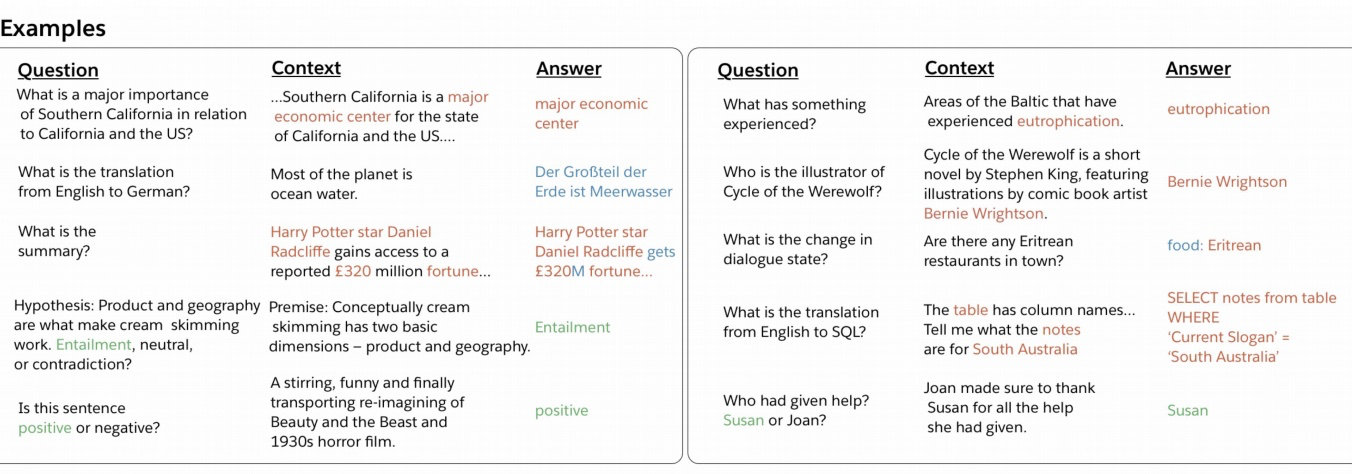 Examples
Question
Context
Answer
What is a major importance
of Southern California in relation
to California and the US?
...Southern California is a major
economic center for the state
of California and the US....
major economic
center
What is the translation
from English to German?
Most of the planet is
ocean water.
Der Großteil der
Erde ist Meerwasser
What is the
summary?
Harry Potter star Daniel
Radcliffe gains access to a
reported £320 million fortune...
Harry Potter star
Daniel Radcliffe gets
£320M fortune...
Hypothesis: Product and geography
are what make cream skimming
work. Entailment, neutral,
or contradiction?
Premise: Conceptually cream
skimming has two basic
dimensions – product and geography.
Entailment
Is this sentence
positive or negative?
A stirring, funny and finally
transporting re-imagining of
Beauty and the Beast and
1930s horror film.
positive
Question
Context
Answer
What has something
experienced?
Areas of the Baltic that have
experienced eutrophication.
eutrophication
Who is the illustrator of
Cycle of the Werewolf?
Cycle of the Werewolf is a short
novel by Stephen King, featuring
illustrations by comic book artist
Bernie Wrightson.
Bernie Wrightson
What is the change in
dialogue state?
Are there any Eritrean
restaurants in town?
food: Eritrean
What is the translation
from English to SQL?
The table has column names...
Tell me what the notes
are for South Australia
SELECT notes from table
WHERE
‘Current Slogan’ =
‘South Australia’
Who had given help?
Susan or Joan?
Joan made sure to thank
Susan for all the help
she had given.
Susan